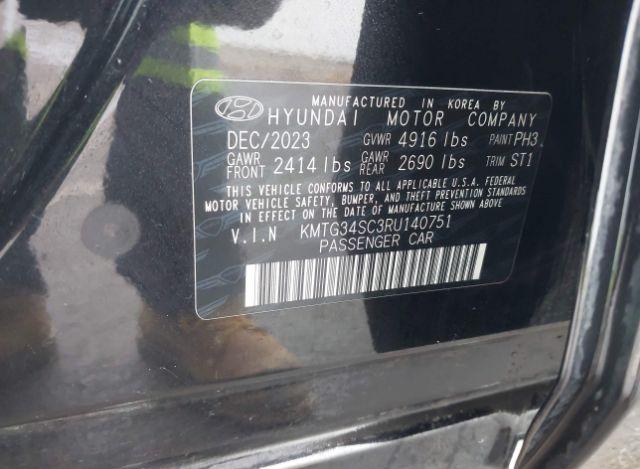 MANUFACTURED IN KOREA BY
HYUNDAI MOTOR COMPANY
DEC/2023 GVWR 4916 lbs PAINT PH3
GAWR FRONT 2414 lbs GAWR REAR 2690 lbs TRIM ST1
THIS VEHICLE CONFORMS TO ALL APPLICABLE U.S.A. FEDERAL
MOTOR VEHICLE SAFETY, BUMPER, AND THEFT PREVENTION STANDARDS
IN EFFECT ON THE DATE OF MANUFACTURE SHOWN ABOVE
V.I.N KMTG34SC3RU140751
PASSENGER CAR